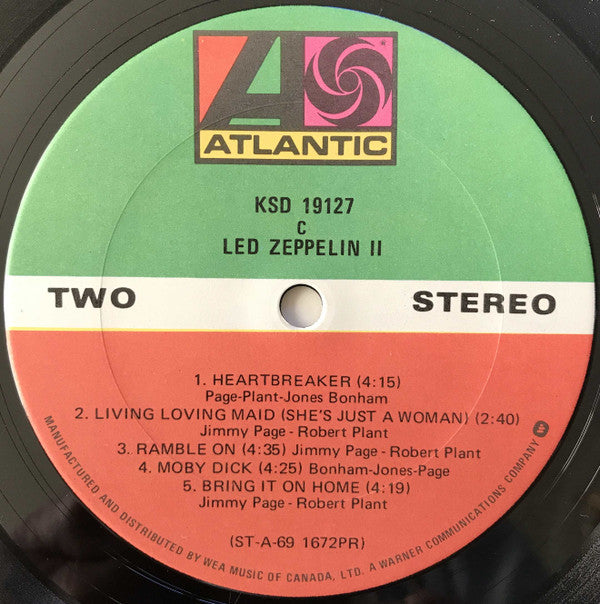 ATLANTIC
KSD 19127
C
LED ZEPPELIN II
TWO STEREO
1. HEARTBREAKER (4:15)
Page-Plant-Jones Bonham
2. LIVING LOVING MAID (SHE'S JUST A WOMAN) (2:40)
Jimmy Page - Robert Plant
3. RAMBLE ON (4:35) Jimmy Page - Robert Plant
4. MOBY DICK (4:25) Bonham-Jones-Page
5. BRING IT ON HOME (4:19)
Jimmy Page - Robert Plant
(ST-A-69 1672PR)
MANUFACTURED AND DISTRIBUTED BY WEA MUSIC OF CANADA, LTD. A WARNER COMMUNICATIONS COMPANY